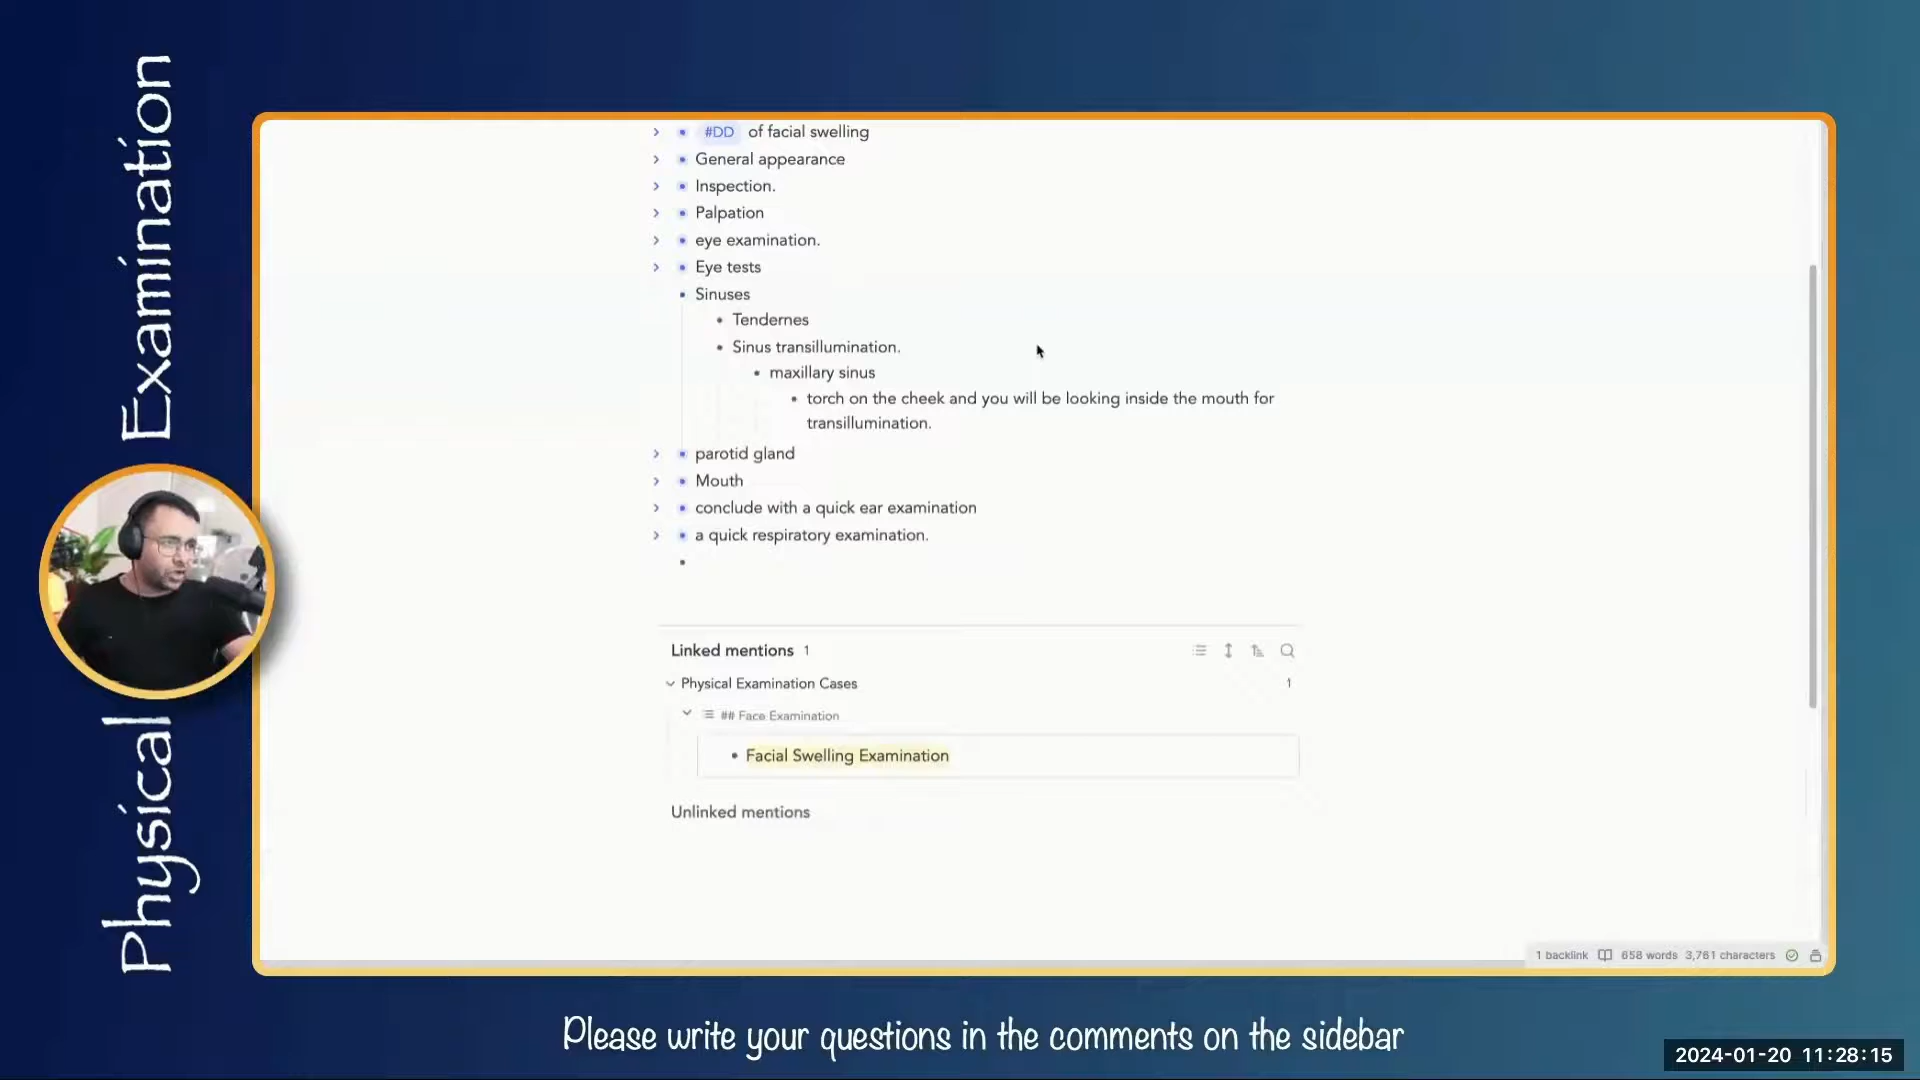 Physical Examination
#DD of facial swelling
General appearance
Inspection.
Palpation
eye examination.
Eye tests
Sinuses
Tendernes
Sinus transillumination.
maxillary sinus
torch on the cheek and you will be looking inside the mouth for
transillumination.
parotid gland
Mouth
conclude with a quick ear examination
a quick respiratory examination.
Linked mentions 1
Physical Examination Cases 1
## Face Examination
Facial Swelling Examination
Unlinked mentions
1 backlink 658 words 3,761 characters
Please write your questions in the comments on the sidebar
2024-01-20 11:28:15